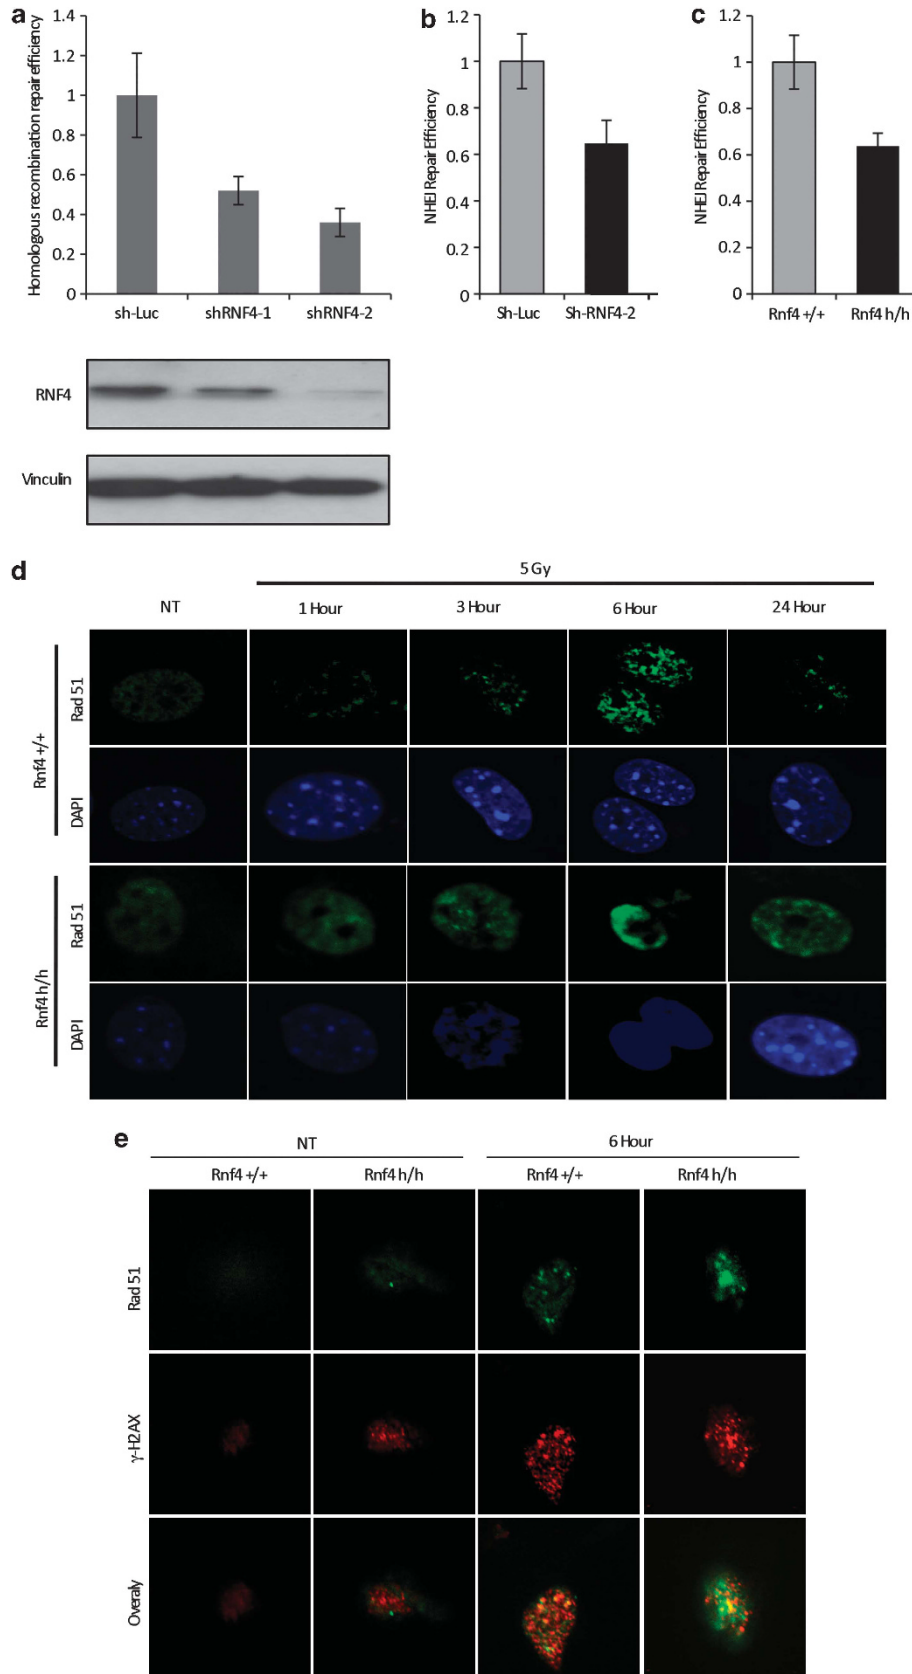 a
Homologous recombination repair efficiency
1.4
1.2
1
0.8
0.6
0.4
0.2
0
sh-Luc
shRNF4-1
shRNF4-2
RNF4
Vinculin
b
NHEJ Repair Efficiency
1.2
1
0.8
0.6
0.4
0.2
0
Sh-Luc
Sh-RNF4-2
c
NHEJ Repair Efficiency
1.2
1
0.8
0.6
0.4
0.2
0
Rnf4 +/+
Rnf4 h/h
d
5 Gy
NT
1 Hour
3 Hour
6 Hour
24 Hour
Rnf4 +/+
Rad 51
DAPI
Rnf4 h/h
Rad 51
DAPI
e
NT
6 Hour
Rnf4 +/+
Rnf4 h/h
Rnf4 +/+
Rnf4 h/h
Rad 51
γ-H2AX
Overaly